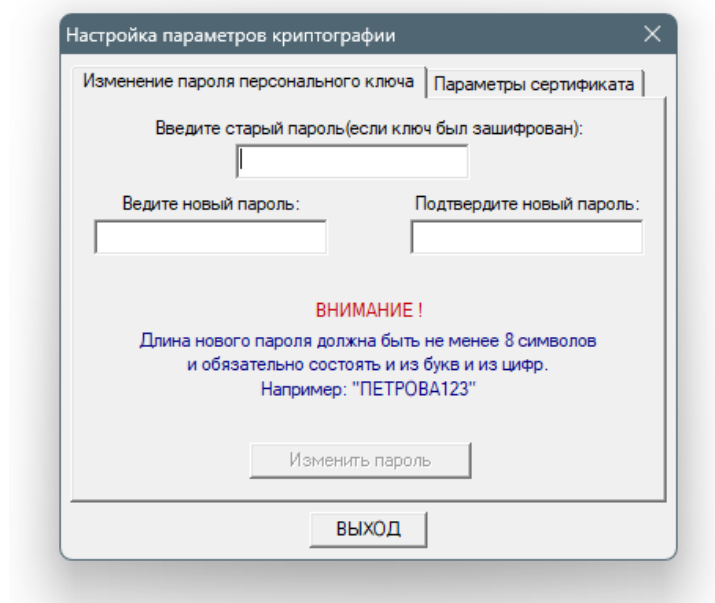 Настройка параметров криптографии
Изменение пароля персонального ключа
Параметры сертификата
Введите старый пароль(если ключ был зашифрован):
Ведите новый пароль:
Подтвердите новый пароль:
ВНИМАНИЕ !
Длина нового пароля должна быть не менее 8 символов
и обязательно состоять и из букв и из цифр.
Например: "ПЕТРОВА123"
Изменить пароль
ВЫХОД